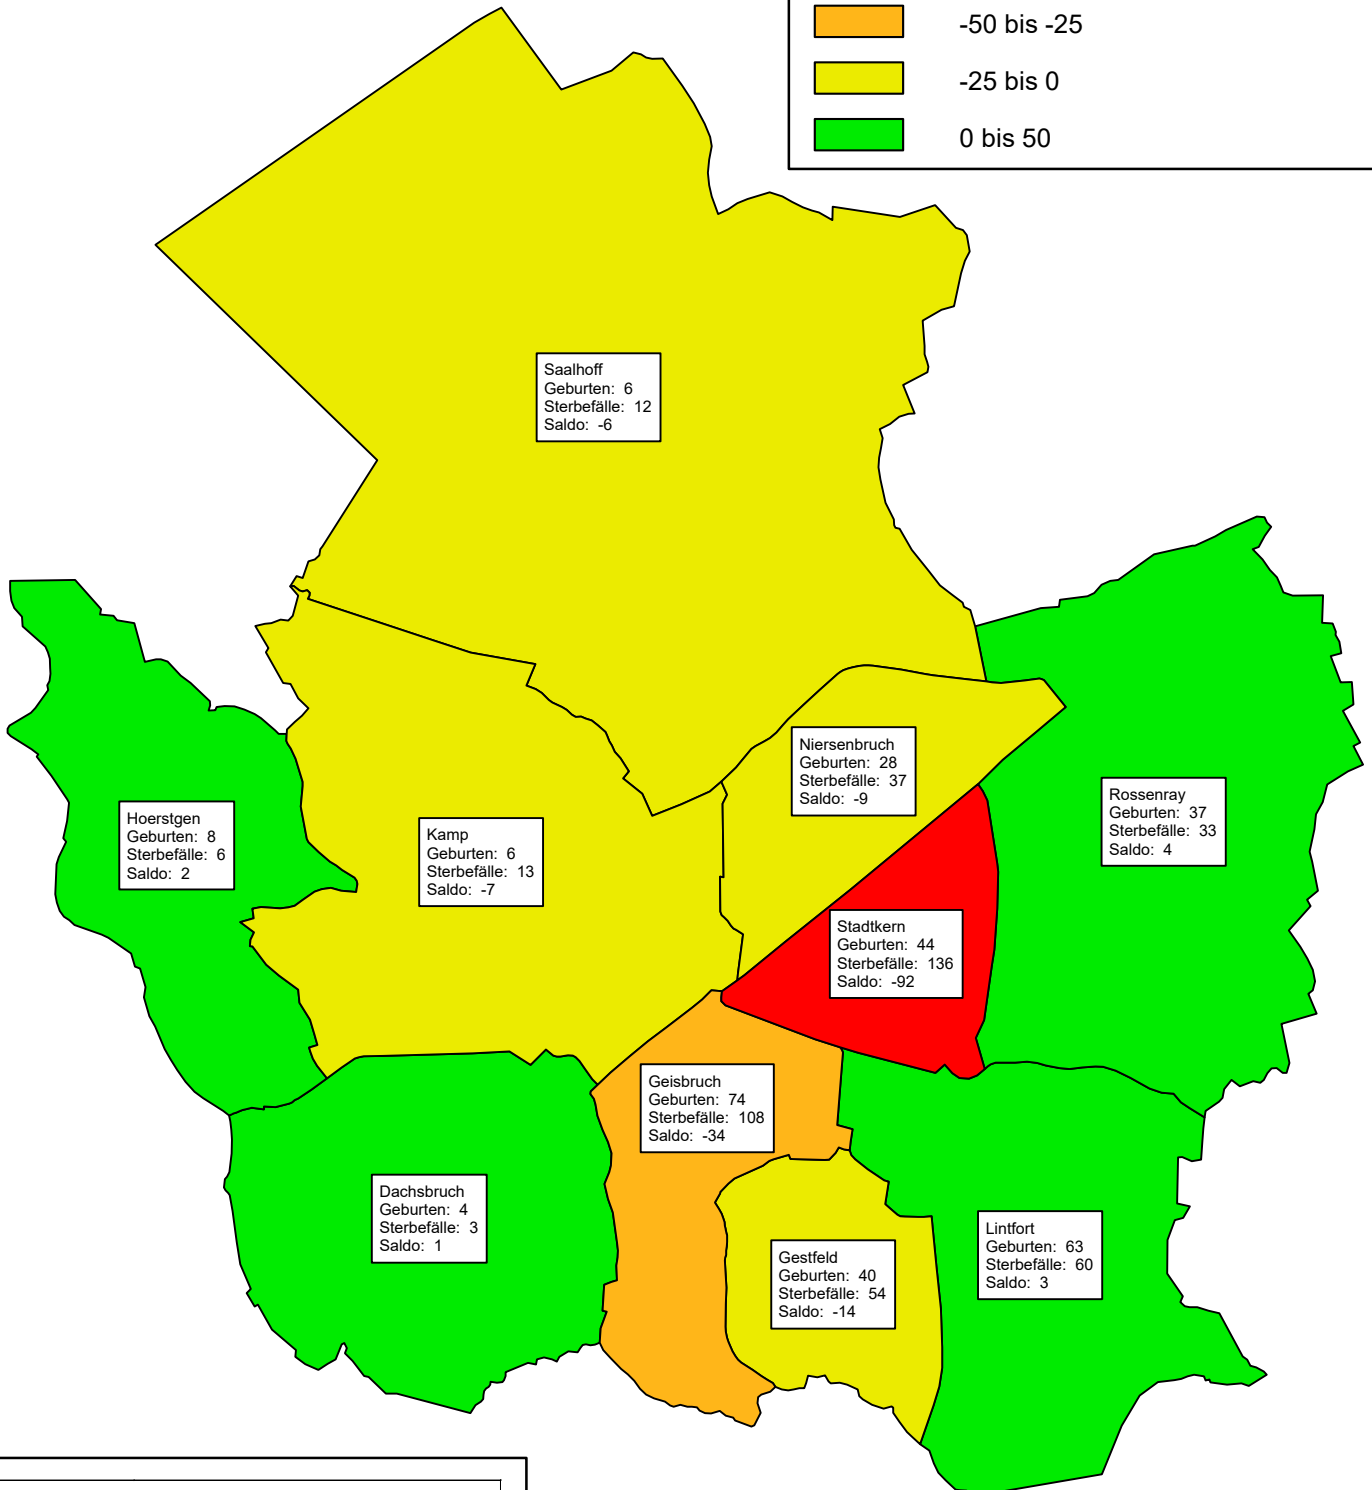 -50 bis -25
-25 bis 0
0 bis 50
Saalhoff
Geburten: 6
Sterbefälle: 12
Saldo: -6
Niersenbruch
Geburten: 28
Sterbefälle: 37
Saldo: -9
Rossenray
Geburten: 37
Sterbefälle: 33
Saldo: 4
Hoerstgen
Geburten: 8
Sterbefälle: 6
Saldo: 2
Kamp
Geburten: 6
Sterbefälle: 13
Saldo: -7
Stadtkern
Geburten: 44
Sterbefälle: 136
Saldo: -92
Geisbruch
Geburten: 74
Sterbefälle: 108
Saldo: -34
Dachsbruch
Geburten: 4
Sterbefälle: 3
Saldo: 1
Lintfort
Geburten: 63
Sterbefälle: 60
Saldo: 3
Gestfeld
Geburten: 40
Sterbefälle: 54
Saldo: -14